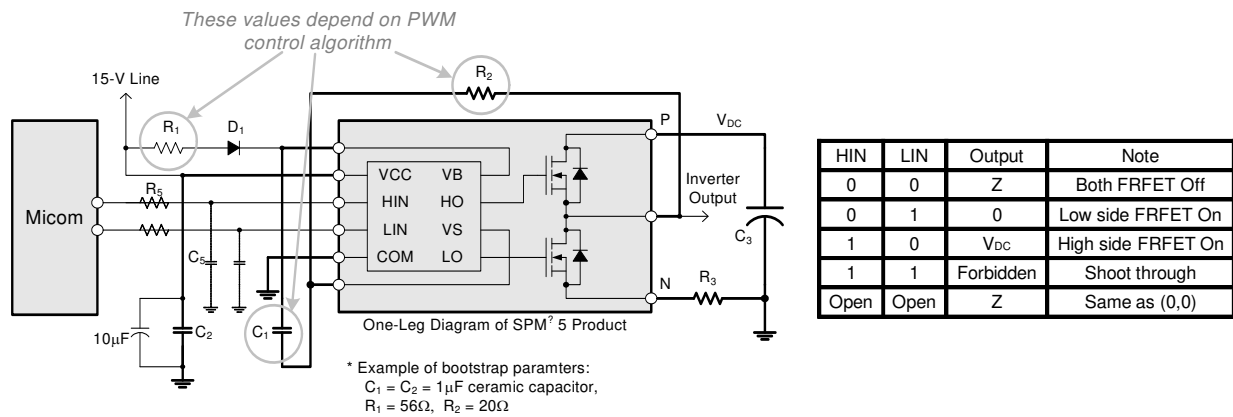 These values depend on PWM
control algorithm
R2
15-V Line
R1
D1
P
VDC
VCC
VB
R5
HIN
HO
Inverter
Output
Micom
LIN
VS
C5
COM
LO
C3
N
R3
10μF
C2
C1
One-Leg Diagram of SPM? 5 Product
* Example of bootstrap paramters:
C1 = C2 = 1μF ceramic capacitor,
R1 = 56Ω, R2 = 20Ω
HIN LIN Output Note
0 0 Z Both FRFET Off
0 1 0 Low side FRFET On
1 0 VDC High side FRFET On
1 1 Forbidden Shoot through
Open Open Z Same as (0,0)